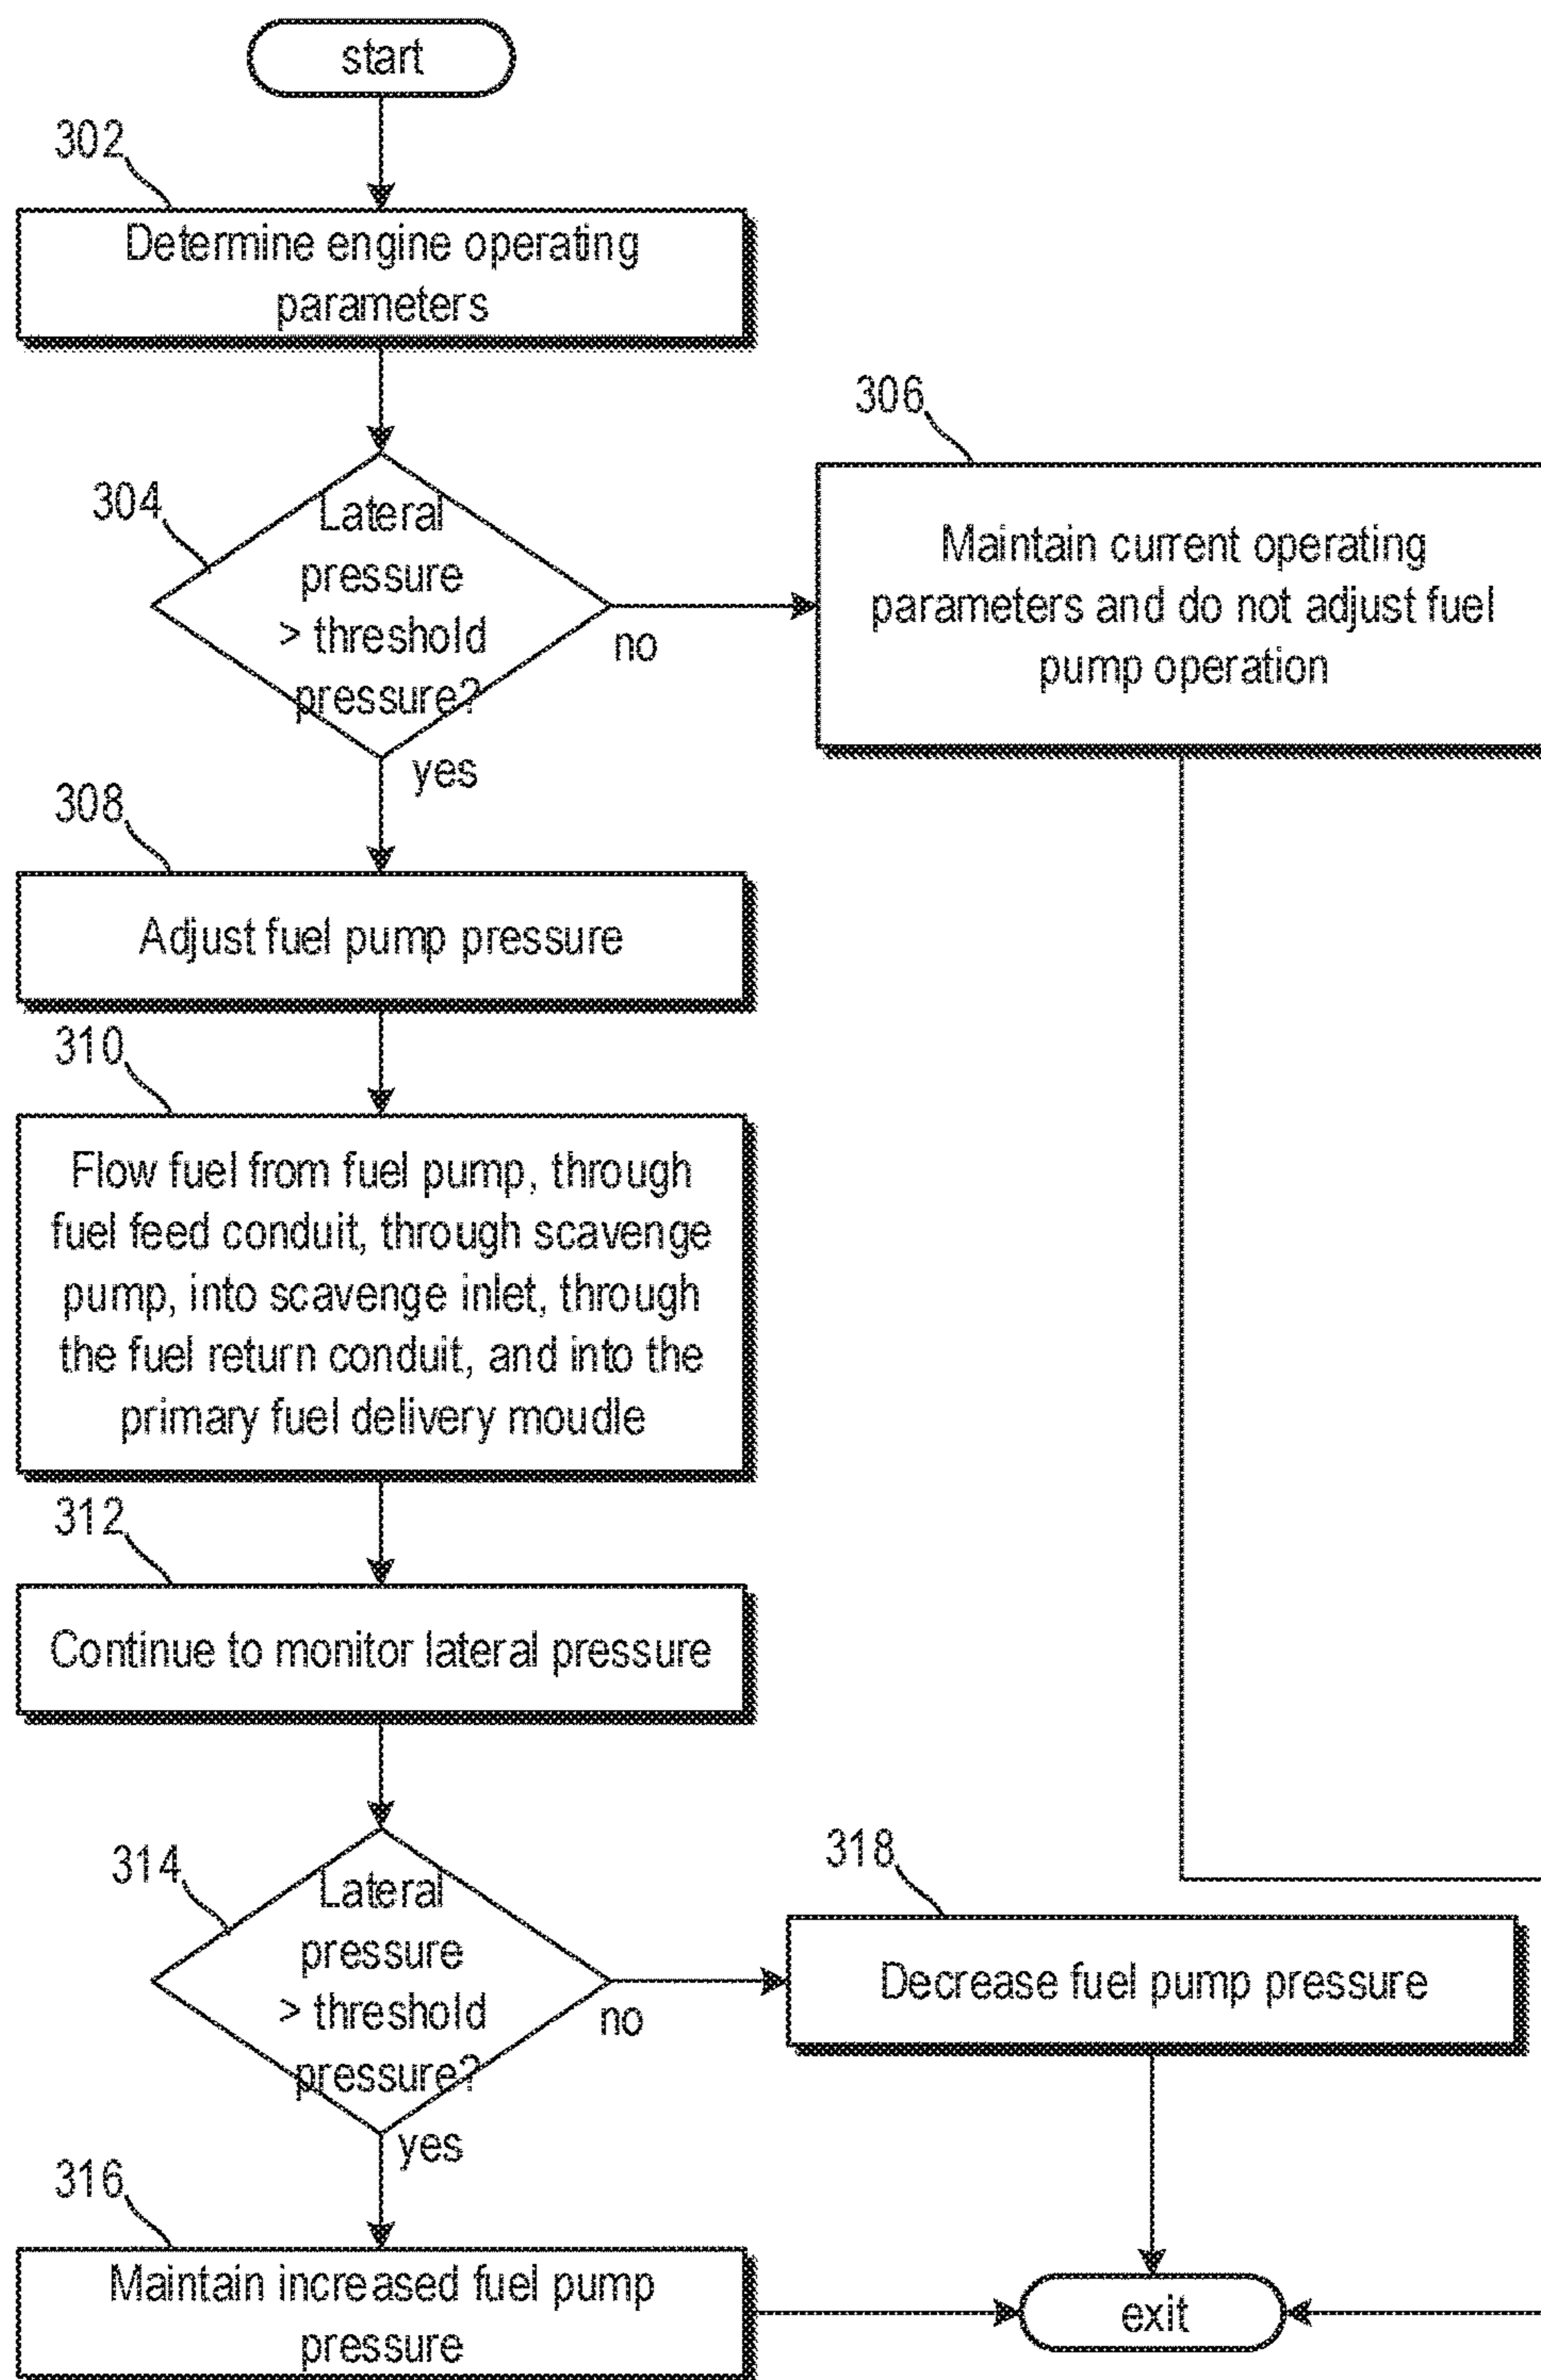 start
302
Determine engine operating
parameters
304
Lateral
pressure
> threshold
pressure?
no
306
Maintain current operating
parameters and do not adjust fuel
pump operation
yes
308
Adjust fuel pump pressure
310
Flow fuel from fuel pump, through
fuel feed conduit, through scavenge
pump, into scavenge inlet, through
the fuel return conduit, and into the
primary fuel delivery moudle
312
Continue to monitor lateral pressure
314
Lateral
pressure
> threshold
pressure?
no
318
Decrease fuel pump pressure
yes
316
Maintain increased fuel pump
pressure
exit